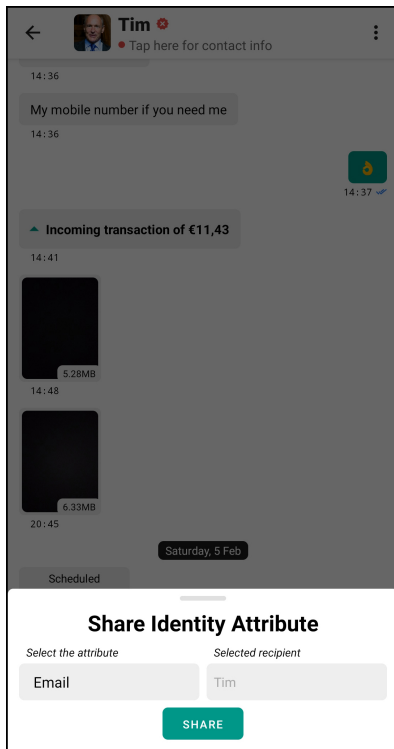 Tim
Tap here for contact info
14:36
My mobile number if you need me
14:36
14:37
Incoming transaction of €11,43
14:41
5.28MB
14:48
6.33MB
20:45
Saturday, 5 Feb
Scheduled
Share Identity Attribute
Select the attribute
Selected recipient
Email
Tim
SHARE